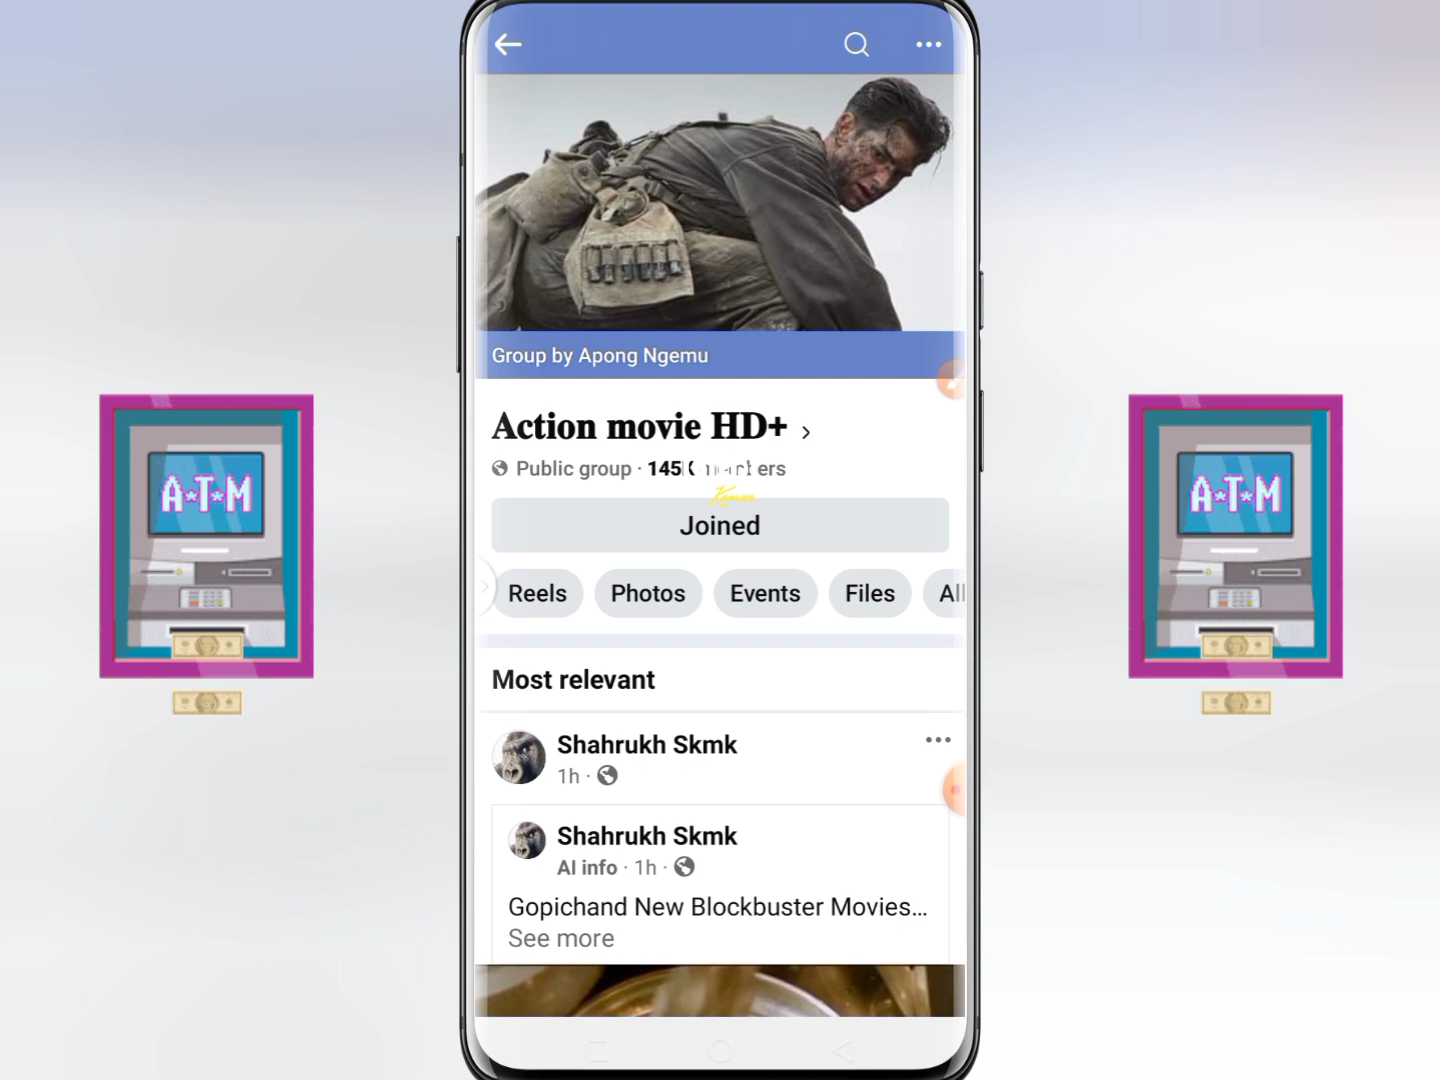 Group by Apong Ngemu
Action movie HD+
Public group · 145K members
Karwan
Joined
Reels Photos Events Files All
Most relevant
Shahrukh Skmk
1h ·
Shahrukh Skmk
AI info · 1h ·
Gopichand New Blockbuster Movies...
See more
A*T*M
A*T*M